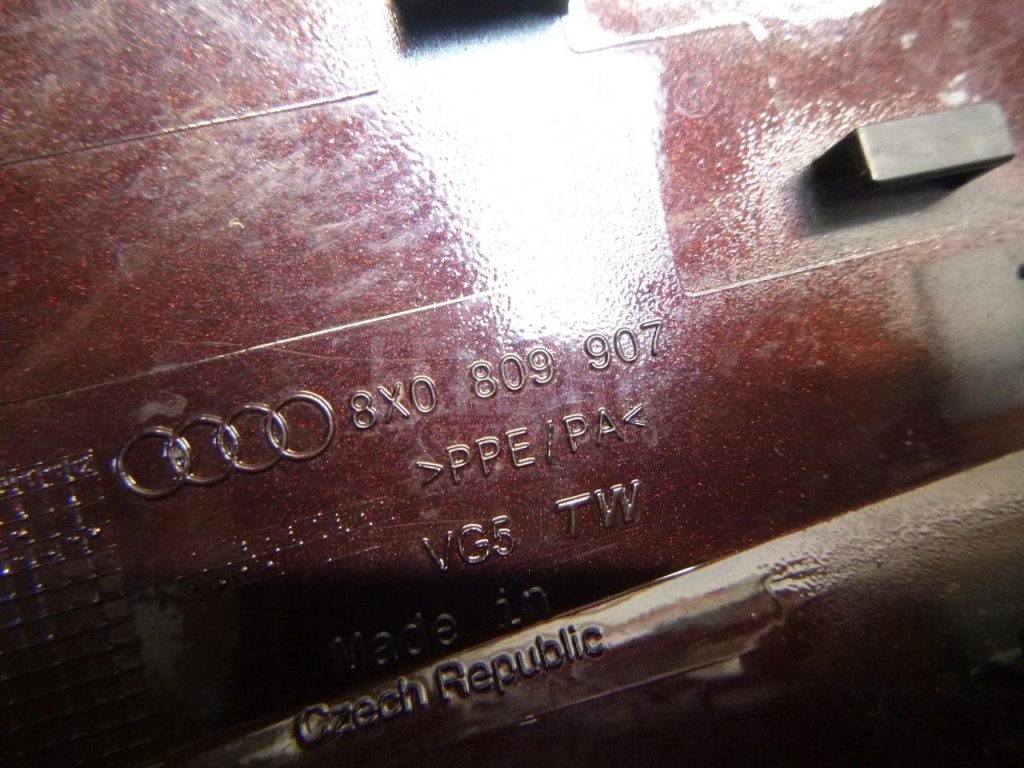 8X0 809 907
>PPE/PA<
VG5 TW
Made in
Czech Republic